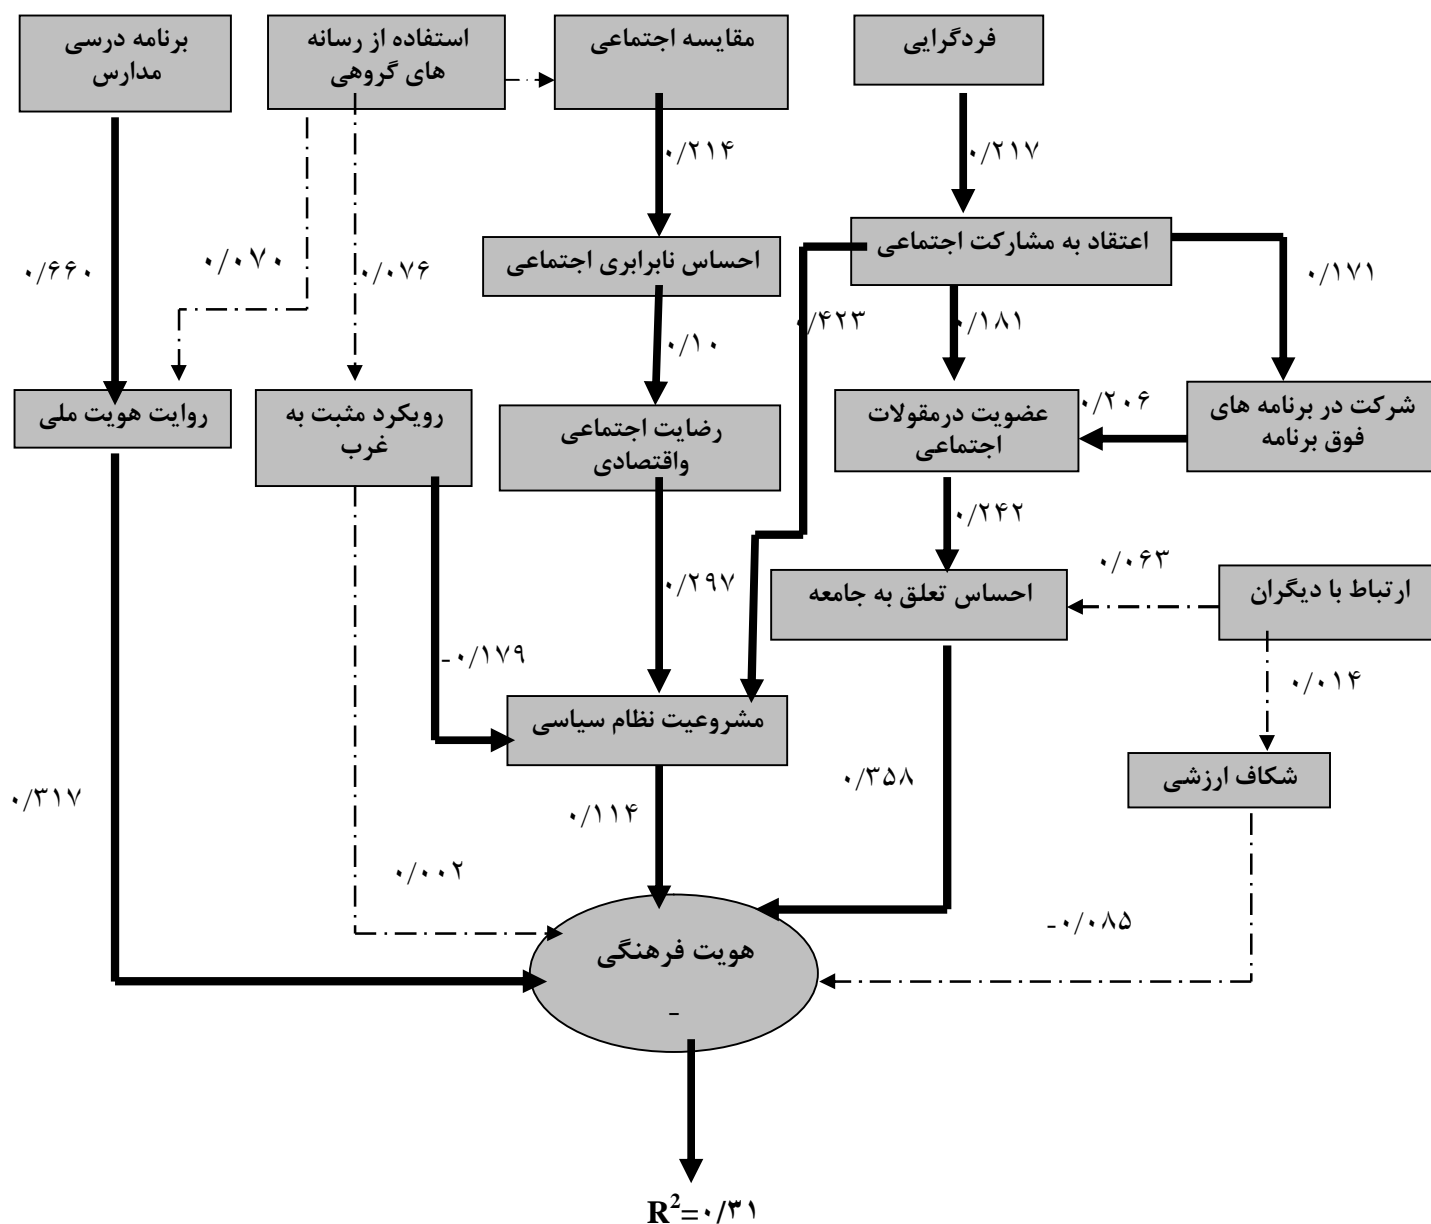 فردگرایی
مقایسه اجتماعی
استفاده از رسانه
های گروهی
برنامه درسی
مدارس
۰/۲۱۷
۰/۲۱۴
اعتقاد به مشارکت اجتماعی
احساس نابرابری اجتماعی
۰/۱۷۱
۰/۰۷۶
۰/۰۷۰
۰/۶۶۰
۰/۱۸۱
۰/۴۲۳
۰/۱۰
شرکت در برنامه های
فوق برنامه
۰/۲۰۶
عضویت درمقولات
اجتماعی
رضایت اجتماعی
واقتصادی
رویکرد مثبت به
غرب
روایت هویت ملی
۰/۲۴۲
۰/۰۶۳
ارتباط با دیگران
احساس تعلق به جامعه
۰/۲۹۷
-۰/۱۷۹
۰/۰۱۴
مشروعیت نظام سیاسی
شکاف ارزشی
۰/۳۵۸
۰/۱۱۴
۰/۳۱۷
۰/۰۰۲
-۰/۰۸۵
هویت فرهنگی
-
R²=۰/۳۱